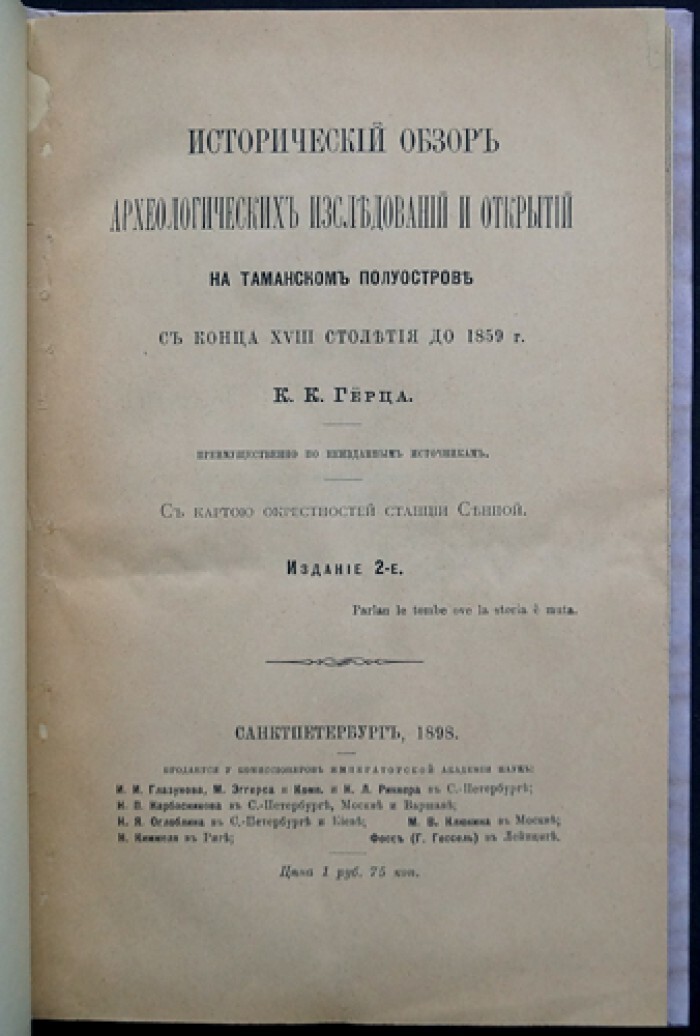 ИСТОРИЧЕСКІЙ ОБЗОРЪ
АРХЕОЛОГИЧЕСКИХЪ ИЗСЛѢДОВАНІЙ И ОТКРЫТІЙ
НА ТАМАНСКОМЪ ПОЛУОСТРОВѢ
СЪ КОНЦА XVIII СТОЛѢТІЯ ДО 1859 г.
К. К. ГЁРЦА.
ПРЕИМУЩЕСТВЕННО ПО НЕИЗДАННЫМЪ ИСТОЧНИКАМЪ.
Съ картою окрестностей станціи Сѣнной.
Изданіе 2-е.
Parlan le tombe ove la storia è muta.
САНКТПЕТЕРБУРГЪ, 1898.
ПРОДАЕТСЯ У КОМИССІОНЕРОВЪ ИМПЕРАТОРСКОЙ АКАДЕМІИ НАУКЪ:
И. И. Глазунова, М. Эггерса и Комп. и К. Л. Риккера въ С.-Петербургѣ;
Н. П. Карбасникова въ С.-Петербургѣ, Москвѣ и Варшавѣ;
Н. Я. Оглоблина въ С.-Петербургѣ и Кіевѣ; М. В. Клюкина въ Москвѣ;
Н. Киммеля въ Ригѣ; Фоссъ (Г. Гессель) въ Лейпцигѣ.
Цѣна 1 руб. 75 коп.